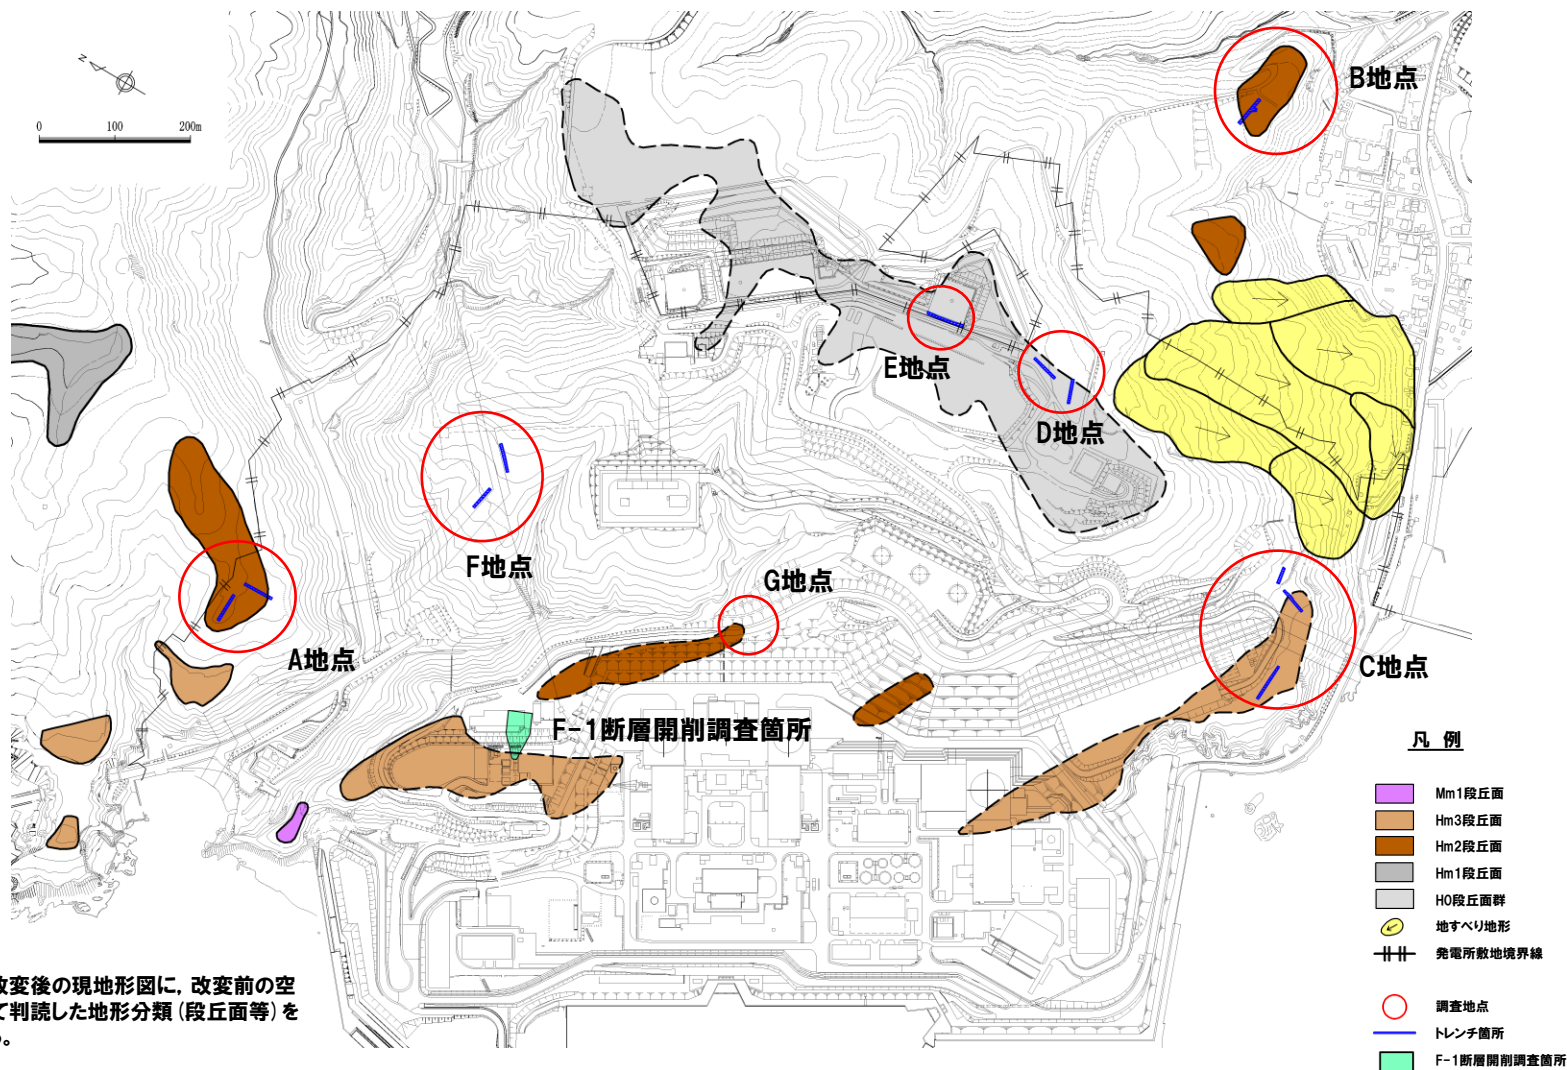 N
0 100 200m
B地点
E地点
D地点
F地点
G地点
A地点
C地点
F-1断層開削調査箇所
凡 例
Mm1段丘面
Hm3段丘面
Hm2段丘面
Hm1段丘面
H0段丘面群
地すべり地形
発電所敷地境界線
調査地点
トレンチ箇所
F-1断層開削調査箇所
改変後の現地形図に，改変前の空
て判読した地形分類（段丘面等）を
。